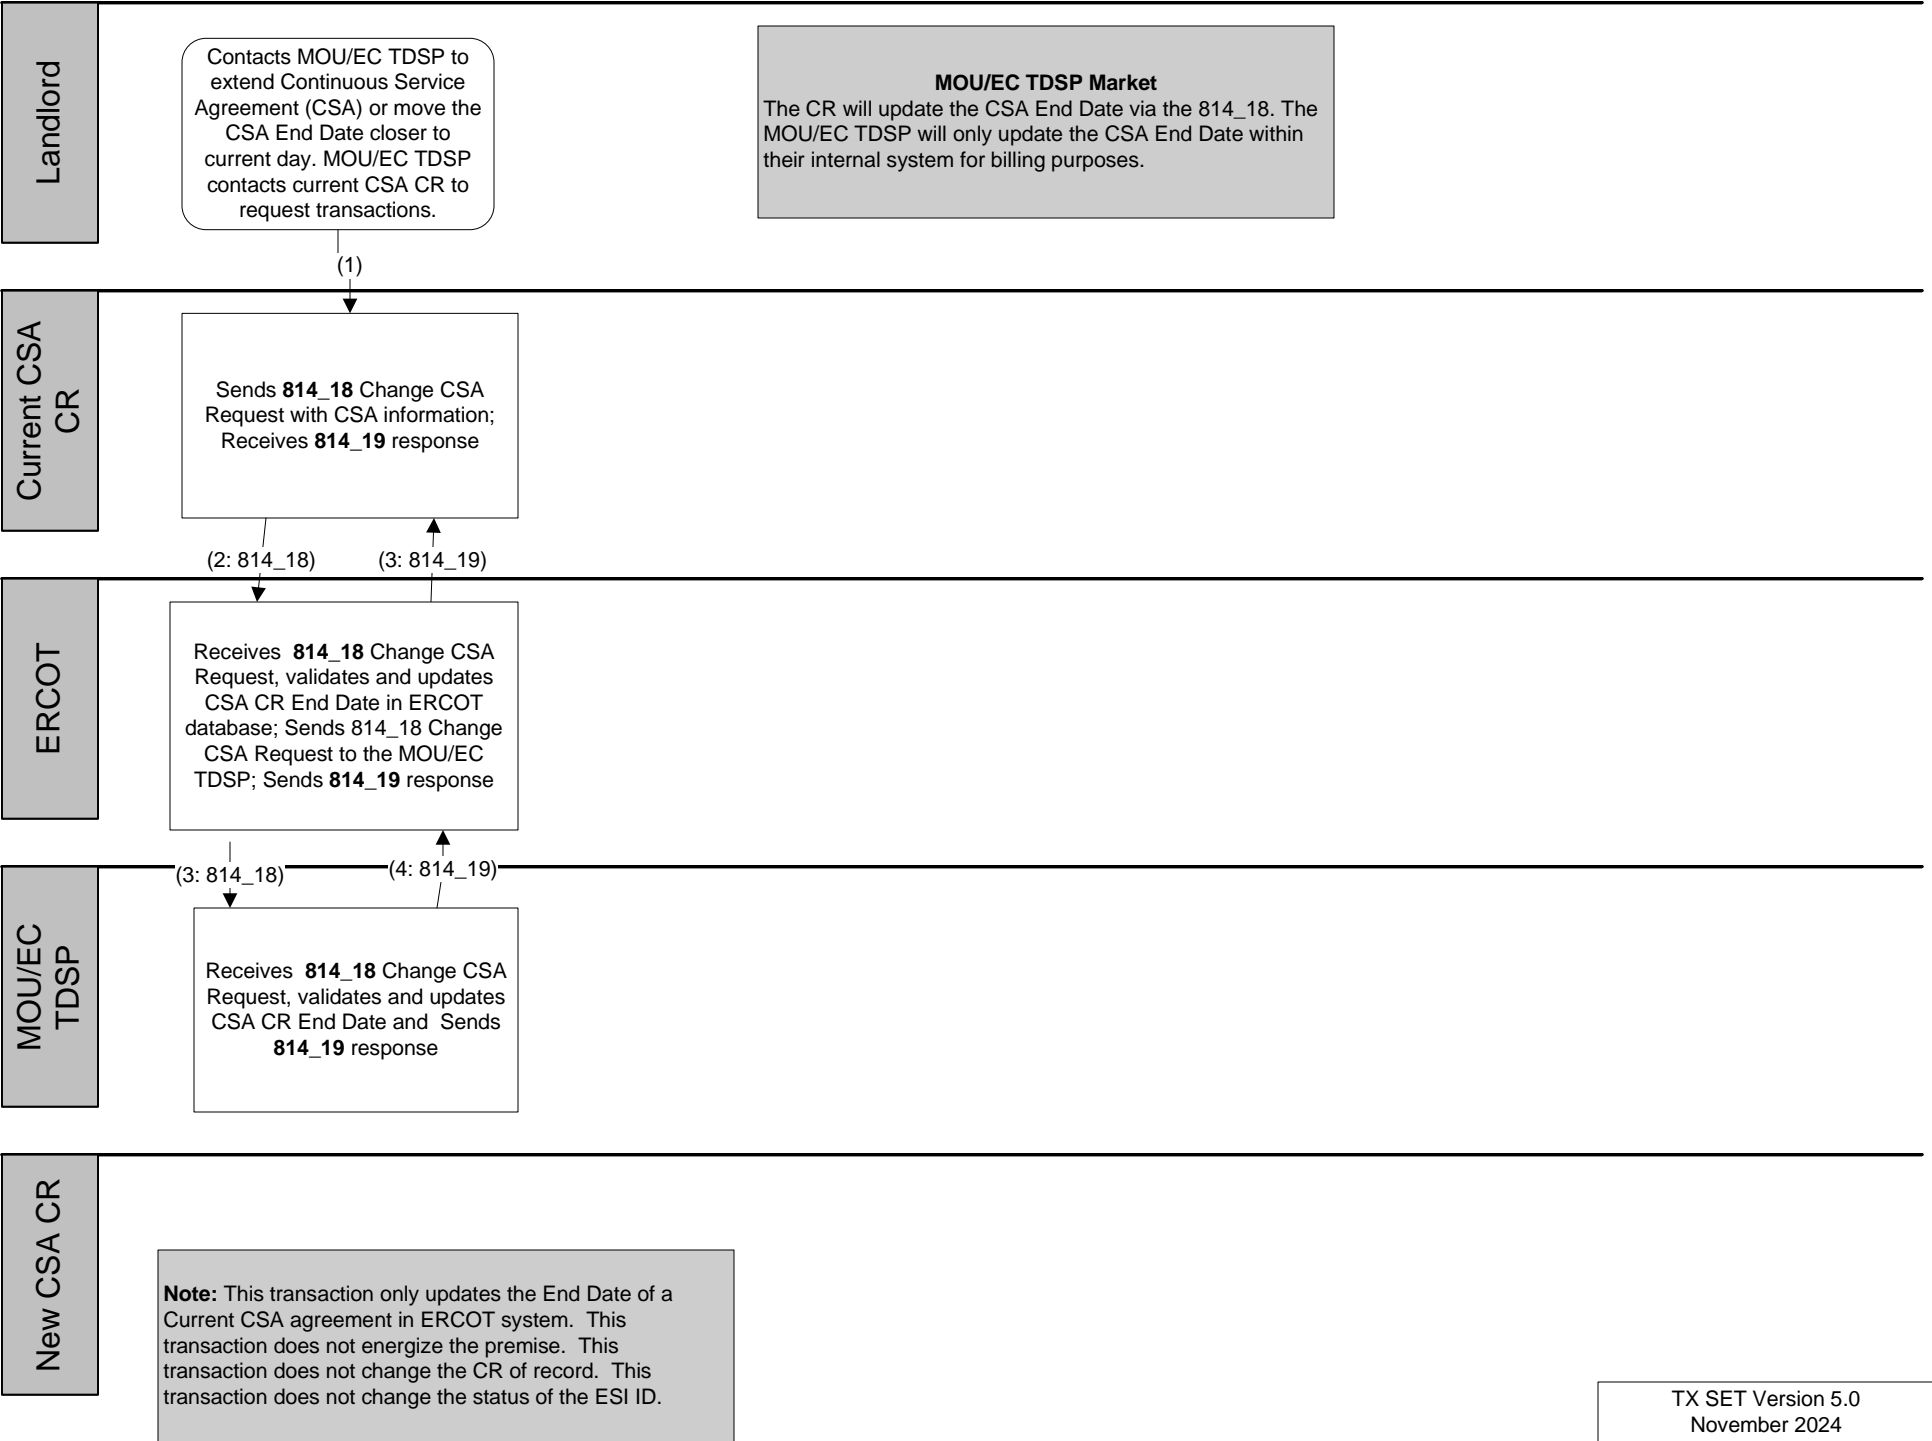 Landlord
Contacts MOU/EC TDSP to
extend Continuous Service
Agreement (CSA) or move the
CSA End Date closer to
current day. MOU/EC TDSP
contacts current CSA CR to
request transactions.
MOU/EC TDSP Market
The CR will update the CSA End Date via the 814_18. The
MOU/EC TDSP will only update the CSA End Date within
their internal system for billing purposes.
(1)
Current CSA
CR
Sends 814_18 Change CSA
Request with CSA information;
Receives 814_19 response
(2: 814_18)
(3: 814_19)
ERCOT
Receives 814_18 Change CSA
Request, validates and updates
CSA CR End Date in ERCOT
database; Sends 814_18 Change
CSA Request to the MOU/EC
TDSP; Sends 814_19 response
(3: 814_18)
(4: 814_19)
MOU/EC
TDSP
Receives 814_18 Change CSA
Request, validates and updates
CSA CR End Date and Sends
814_19 response
New CSA CR
Note: This transaction only updates the End Date of a
Current CSA agreement in ERCOT system. This
transaction does not energize the premise. This
transaction does not change the CR of record. This
transaction does not change the status of the ESI ID.
TX SET Version 5.0
November 2024